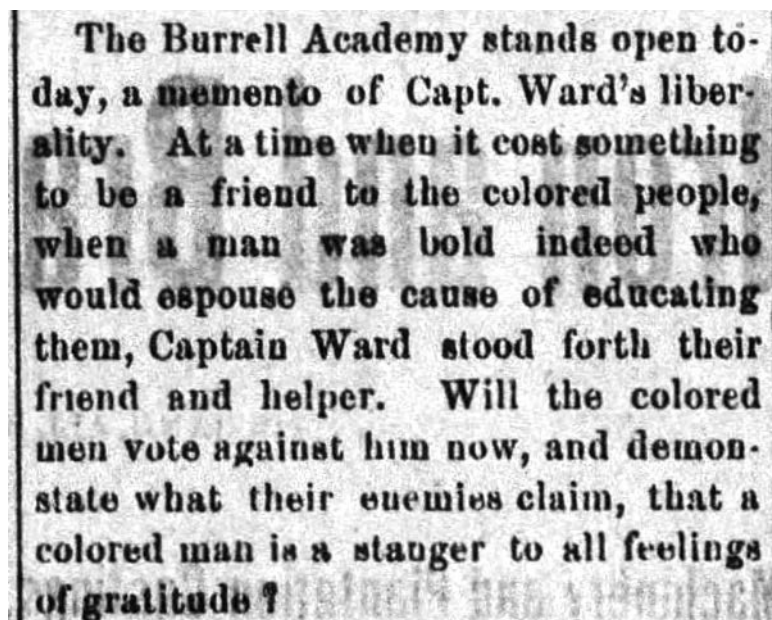 The Burrell Academy stands open to-
day, a memento of Capt. Ward's liber-
ality. At a time when it cost something
to be a friend to the colored people,
when a man was bold indeed who
would espouse the cause of educating
them, Captain Ward stood forth their
friend and helper. Will the colored
men vote against him now, and demon-
state what their enemies claim, that a
colored man is a stanger to all feelings
of gratitude?